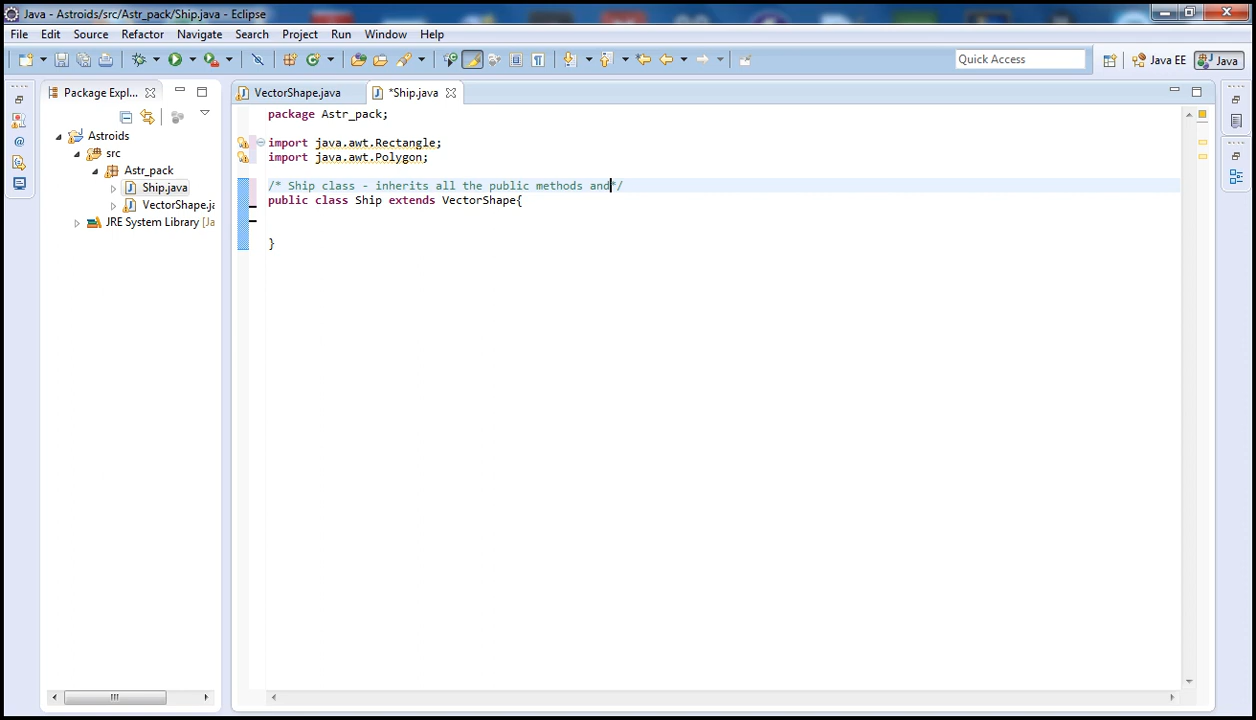 Java - Astroids/src/Astr_pack/Ship.java - Eclipse
File Edit Source Refactor Navigate Search Project Run Window Help
Quick Access Java EE Java
Package Expl... VectorShape.java *Ship.java
Astroids
src
Astr_pack
Ship.java
VectorShape.ja
JRE System Library [Ja
package Astr_pack;
import java.awt.Rectangle;
import java.awt.Polygon;
/* Ship class - inherits all the public methods and*/
public class Ship extends VectorShape{
}